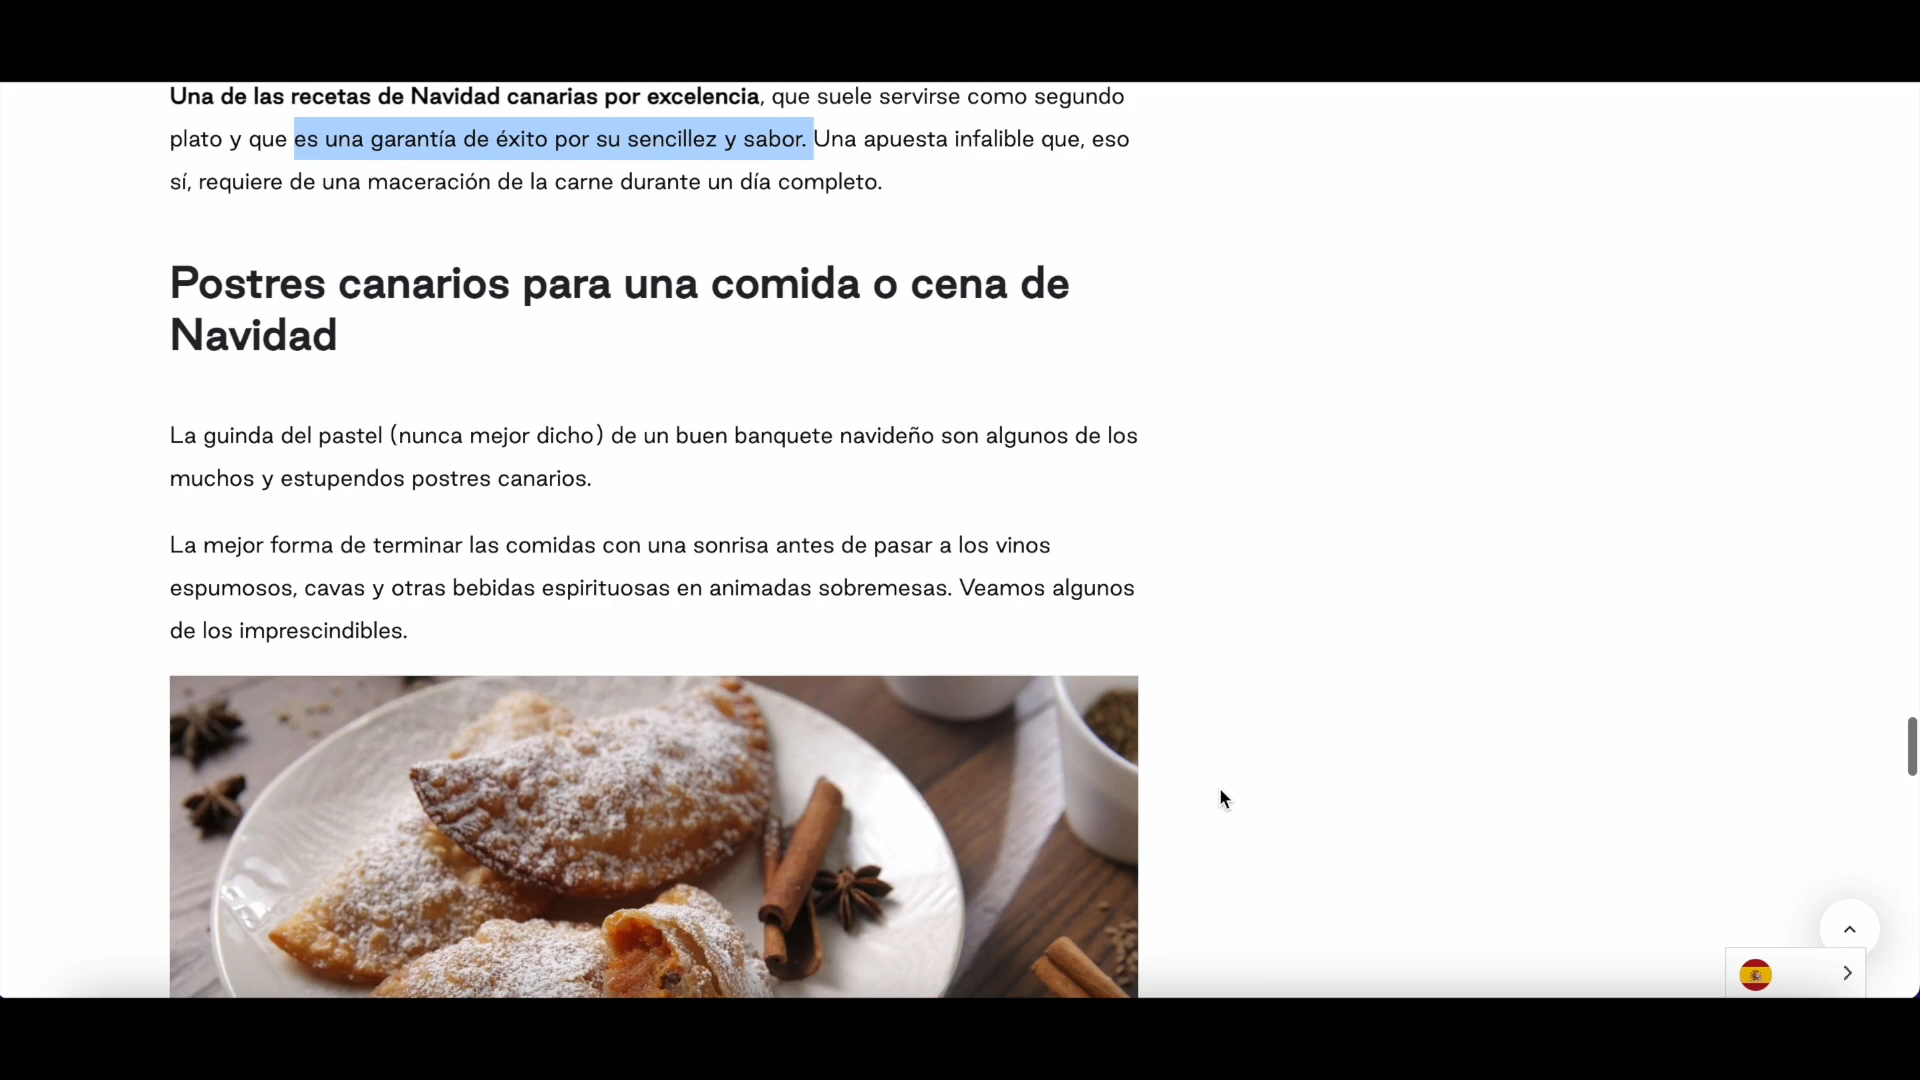 Una de las recetas de Navidad canarias por excelencia, que suele servirse como segundo
plato y que es una garantía de éxito por su sencillez y sabor. Una apuesta infalible que, eso
sí, requiere de una maceración de la carne durante un día completo.
Postres canarios para una comida o cena de
Navidad
La guinda del pastel (nunca mejor dicho) de un buen banquete navideño son algunos de los
muchos y estupendos postres canarios.
La mejor forma de terminar las comidas con una sonrisa antes de pasar a los vinos
espumosos, cavas y otras bebidas espirituosas en animadas sobremesas. Veamos algunos
de los imprescindibles.